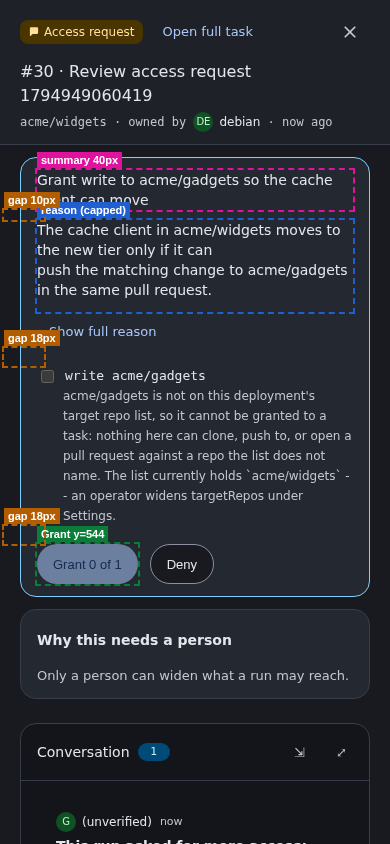 Access request
Open full task
#30 · Review access request
1794949060419
acme/widgets · owned by DE debian · now ago
summary 40px
Grant write to acme/gadgets so the cache
gap 10px
move
reason (capped)
The cache client in acme/widgets moves to
the new tier only if it can
push the matching change to acme/gadgets
in the same pull request.
gap 18px
Show full reason
write acme/gadgets
acme/gadgets is not on this deployment's
target repo list, so it cannot be granted to a
task: nothing here can clone, push to, or open a
pull request against a repo the list does not
name. The list currently holds `acme/widgets` -
- an operator widens targetRepos under
gap 18px
Settings.
Grant y=544
Grant 0 of 1
Deny
Why this needs a person
Only a person can widen what a run may reach.
Conversation 1
G (unverified) now
This run asked for more access: